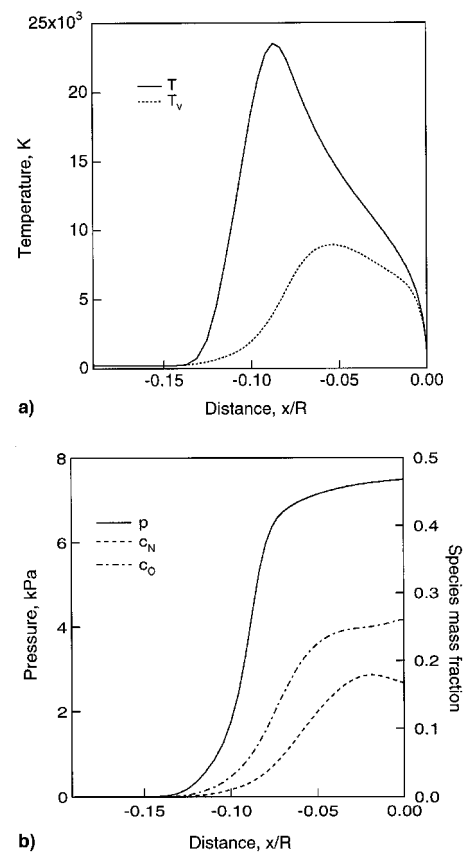 25x10³
20
15
10
5
0
Temperature, K
T
Tᵥ
-0.15
-0.10
-0.05
0.00
Distance, x/R
a)
8
6
4
2
0
Pressure, kPa
p
c_N
c_O
0.5
0.4
0.3
0.2
0.1
0.0
Species mass fraction
-0.15
-0.10
-0.05
0.00
Distance, x/R
b)